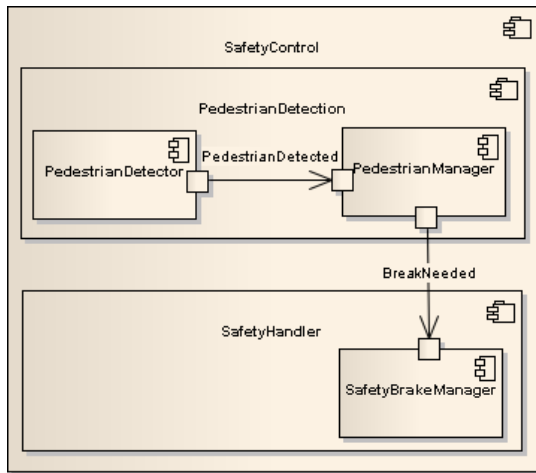 SafetyControl
PedestrianDetection
PedestrianDetector
PedestrianDetected
PedestrianManager
BreakNeeded
SafetyHandler
SafetyBrakeManager